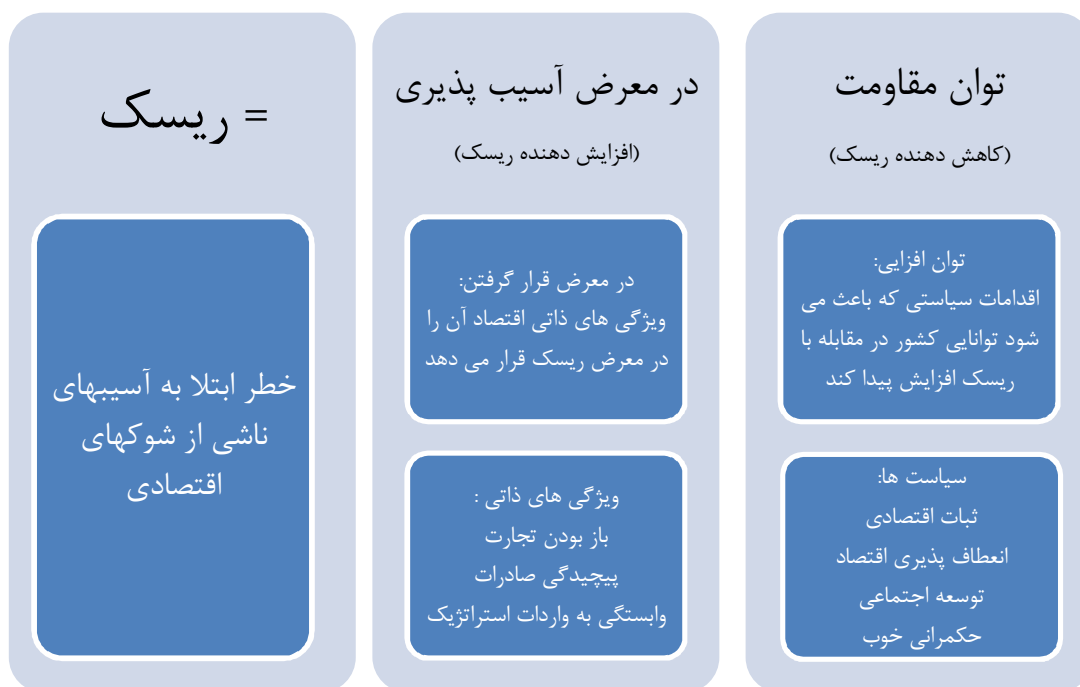 توان مقاومت
(کاهش دهنده ریسک)
توان افزایی:
اقدامات سیاستی که باعث می
شود توانایی کشور در مقابله با
ریسک افزایش پیدا کند
سیاست ها:
ثبات اقتصادی
انعطاف پذیری اقتصاد
توسعه اجتماعی
حکمرانی خوب
در معرض آسیب پذیری
(افزایش دهنده ریسک)
در معرض قرار گرفتن:
ویژگی های ذاتی اقتصاد آن را
در معرض ریسک قرار می دهد
ویژگی های ذاتی :
باز بودن تجارت
پیچیدگی صادرات
وابستگی به واردات استراتژیک
= ریسک
خطر ابتلا به آسیبهای
ناشی از شوکهای
اقتصادی